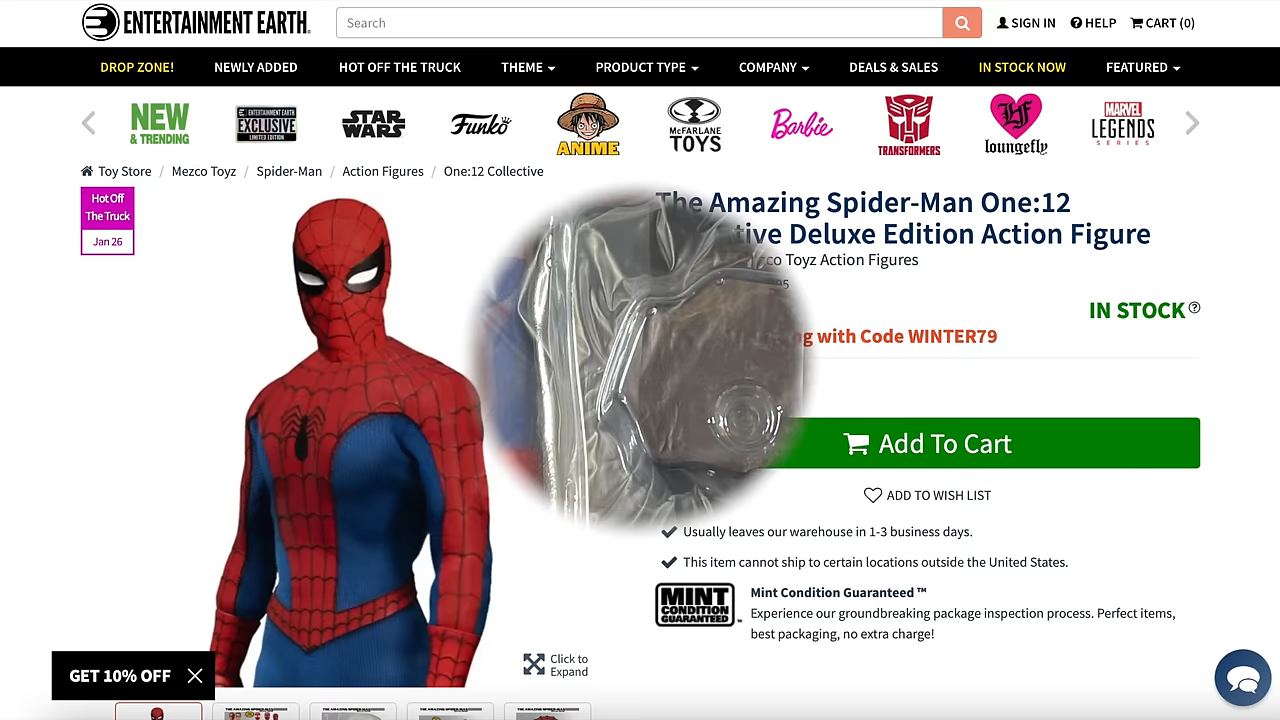 ENTERTAINMENT EARTH
Search
SIGN IN
HELP
CART (0)
DROP ZONE!
NEWLY ADDED
HOT OFF THE TRUCK
THEME
PRODUCT TYPE
COMPANY
DEALS & SALES
IN STOCK NOW
FEATURED
NEW
& TRENDING
ENTERTAINMENT EARTH
EXCLUSIVE
LIMITED EDITION
STAR
WARS
Funko
ANIME
McFARLANE
TOYS
Barbie
TRANSFORMERS
LF
loungefly
MARVEL
LEGENDS
SERIES
Toy Store / Mezco Toyz / Spider-Man / Action Figures / One:12 Collective
Hot Off
The Truck
Jan 26
The Amazing Spider-Man One:12
tive Deluxe Edition Action Figure
co Toyz Action Figures
95
IN STOCK
g with Code WINTER79
Add To Cart
ADD TO WISH LIST
Usually leaves our warehouse in 1-3 business days.
This item cannot ship to certain locations outside the United States.
MINT
CONDITION
GUARANTEED
Mint Condition Guaranteed ™
Experience our groundbreaking package inspection process. Perfect items,
best packaging, no extra charge!
Click to
Expand
GET 10% OFF